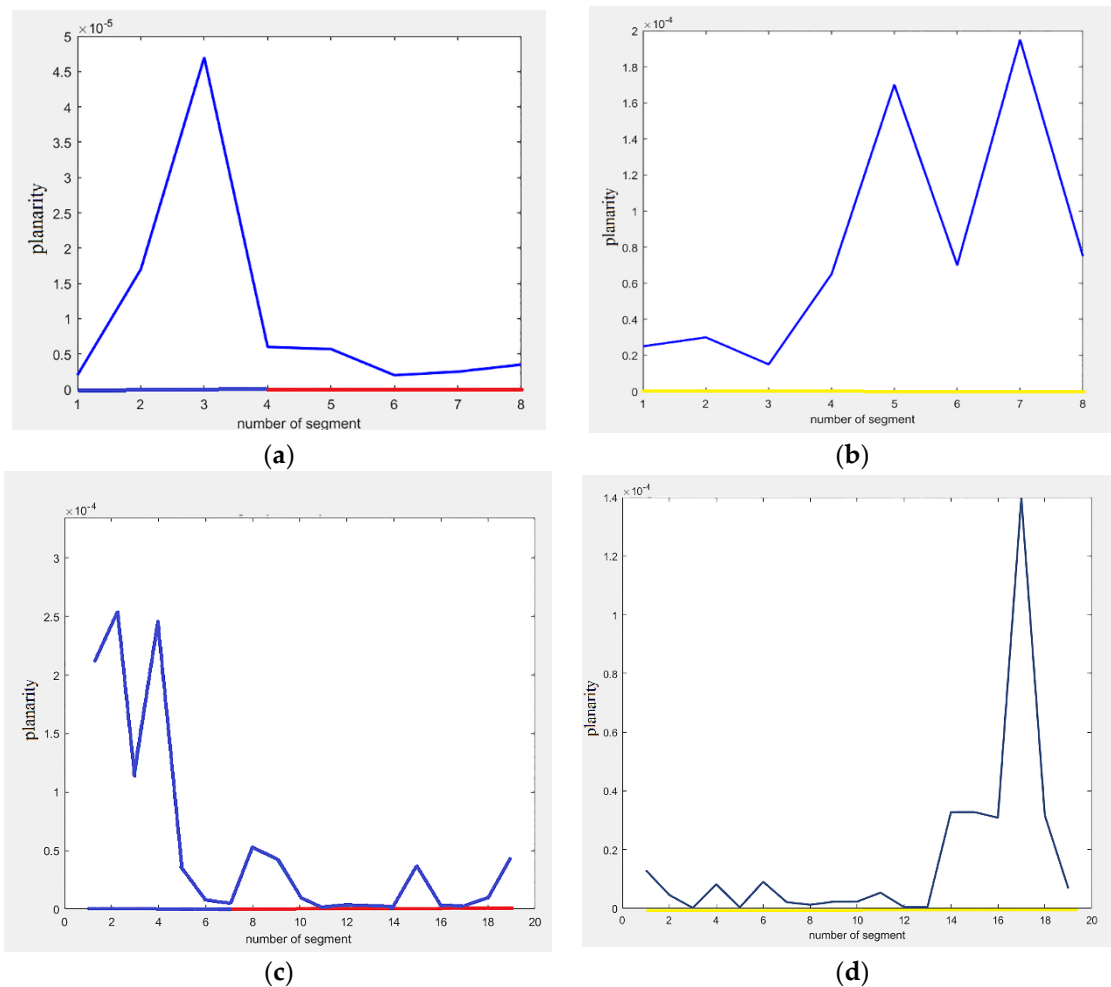 ×10⁻⁵
5
4.5
4
3.5
3
2.5
2
1.5
1
0.5
0
planarity
1 2 3 4 5 6 7 8
number of segment
(a)
×10⁻⁴
2
1.8
1.6
1.4
1.2
1
0.8
0.6
0.4
0.2
0
planarity
1 2 3 4 5 6 7 8
number of segment
(b)
×10⁻⁴
3
2.5
2
1.5
1
0.5
0
planarity
0 2 4 6 8 10 12 14 16 18 20
number of segment
(c)
×10⁻⁴
1.4
1.2
1
0.8
0.6
0.4
0.2
0
planarity
0 2 4 6 8 10 12 14 16 18 20
number of segment
(d)